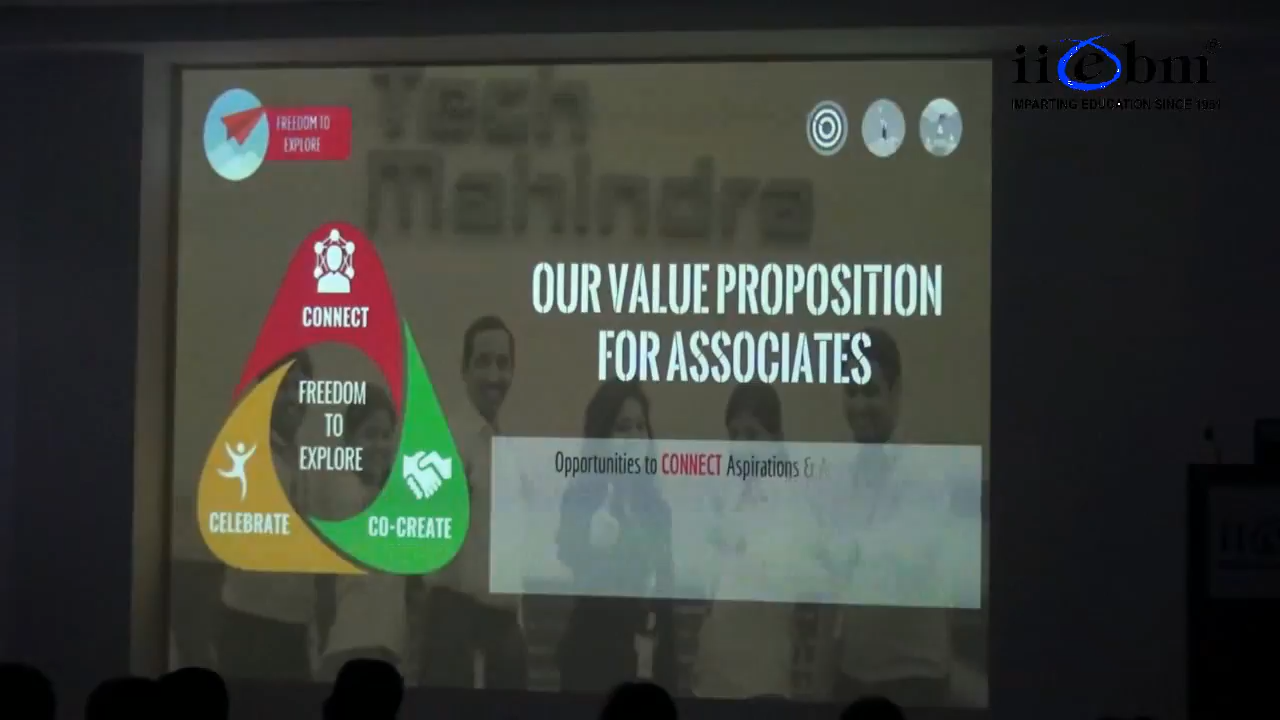 iiebm
IMPARTING EDUCATION SINCE 19
Tech
Mahindra
FREEDOM TO
EXPLORE
CONNECT
FREEDOM
TO
EXPLORE
CELEBRATE
CO-CREATE
OUR VALUE PROPOSITION
FOR ASSOCIATES
Opportunities to CONNECT Aspirations &